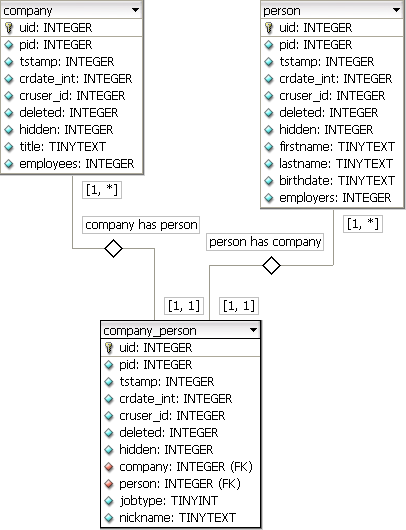 company
uid: INTEGER
pid: INTEGER
tstamp: INTEGER
crdate_int: INTEGER
cruser_id: INTEGER
deleted: INTEGER
hidden: INTEGER
title: TINYTEXT
employees: INTEGER
person
uid: INTEGER
pid: INTEGER
tstamp: INTEGER
crdate_int: INTEGER
cruser_id: INTEGER
deleted: INTEGER
hidden: INTEGER
firstname: TINYTEXT
lastname: TINYTEXT
birthdate: TINYTEXT
employers: INTEGER
[1, *]
company has person
[1, *]
person has company
[1, 1]
[1, 1]
company_person
uid: INTEGER
pid: INTEGER
tstamp: INTEGER
crdate_int: INTEGER
cruser_id: INTEGER
deleted: INTEGER
hidden: INTEGER
company: INTEGER (FK)
person: INTEGER (FK)
jobtype: TINYINT
nickname: TINYTEXT